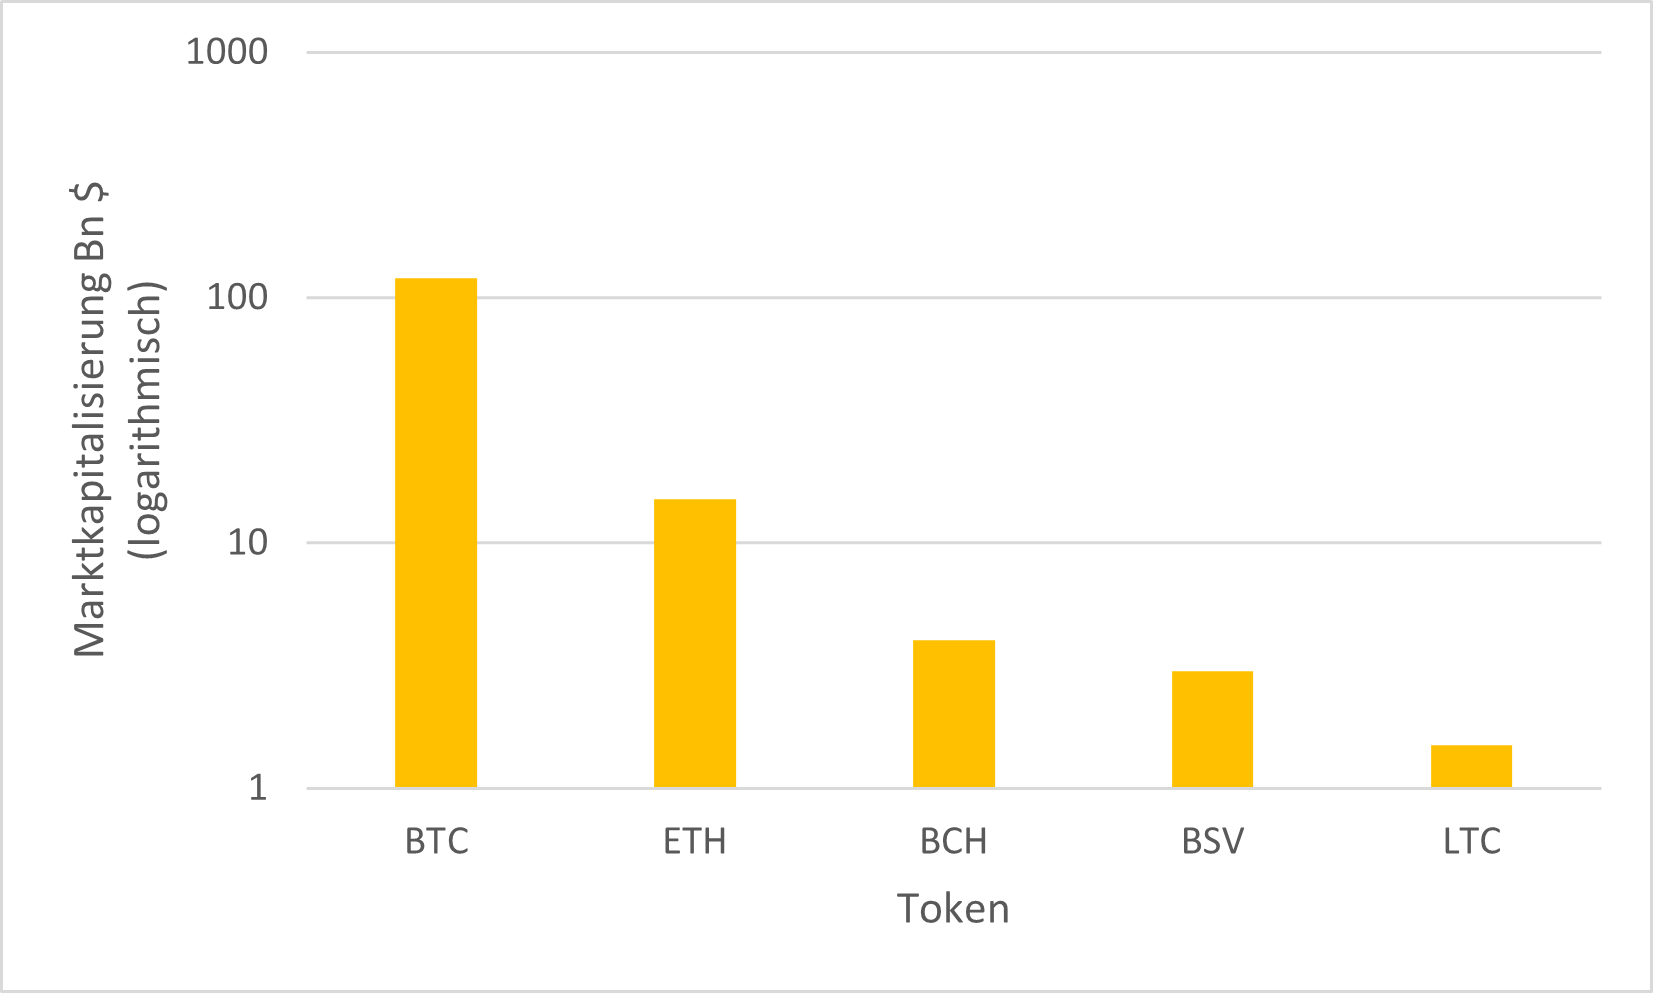 1000
100
10
1
Marktkapitalisierung Bn $
(logarithmisch)
BTC
ETH
BCH
BSV
LTC
Token